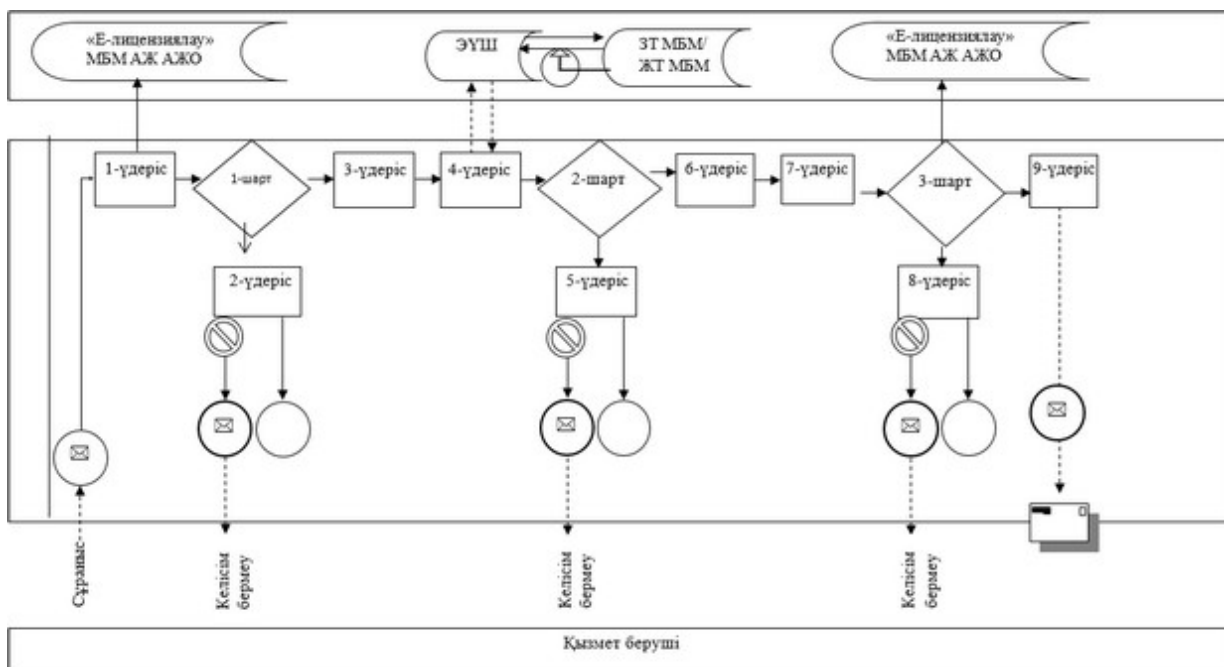 «Е-лицензиялау»
МБМ АЖ АЖО
ЭҮШ
ЗТ МБМ/
ЖТ МБМ
«Е-лицензиялау»
МБМ АЖ АЖО
1-үдеріс
1-шарт
3-үдеріс
4-үдеріс
2-шарт
6-үдеріс
7-үдеріс
3-шарт
9-үдеріс
2-үдеріс
5-үдеріс
8-үдеріс
Сұраныс
Келісім
бермеу
Келісім
бермеу
Келісім
бермеу
Қызмет беруші